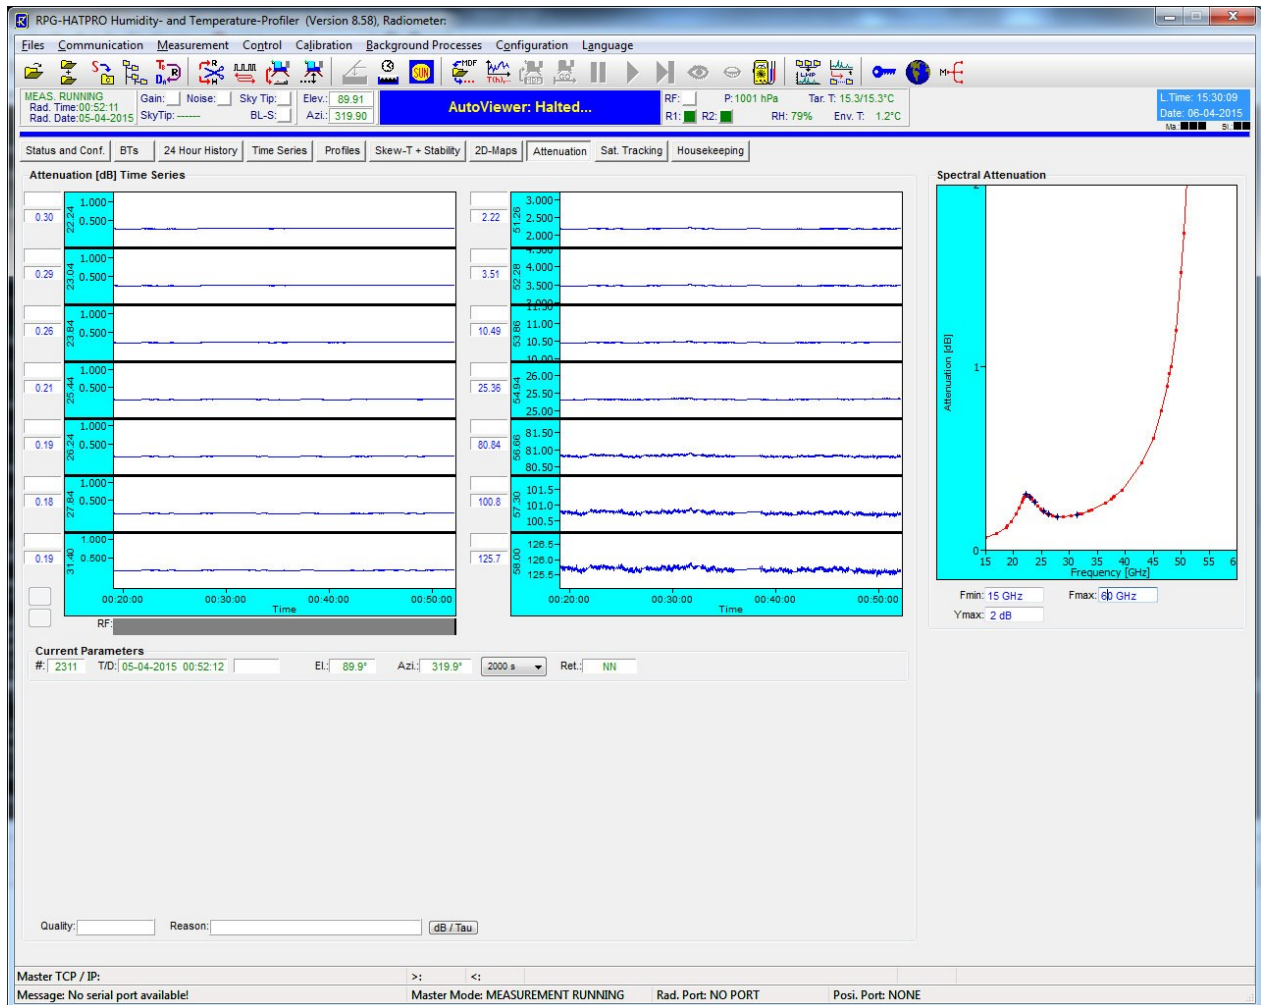 RPG-HATPRO Humidity- and Temperature-Profiler (Version 8.58), Radiometer:
Files Communication Measurement Control Calibration Background Processes Configuration Language
MEAS. RUNNING
Rad. Time:00:52:11
Rad. Date:05-04-2015
Gain: Noise: Sky Tip:
SkyTip: ------ BL-S:
Elev.: 89.91
Azi.: 319.90
AutoViewer: Halted...
RF: P:1001 hPa Tar. T: 15.3/15.3°C
R1: R2: RH: 79% Env. T: 1.2°C
L.Time: 15:30:09
Date: 06-04-2015
Ma. Sl.
Status and Conf. BTs 24 Hour History Time Series Profiles Skew-T + Stability 2D-Maps Attenuation Sat. Tracking Housekeeping
Attenuation [dB] Time Series
0.30 22.24 1.000 0.500
0.29 23.04 1.000 0.500
0.26 23.84 1.000 0.500
0.21 25.44 1.000 0.500
0.19 26.24 1.000 0.500
0.18 27.84 1.000 0.500
0.19 31.40 1.000 0.500
00:20:00 00:30:00 00:40:00 00:50:00
Time
RF:
2.22 51.26 3.000 2.500 2.000
3.51 52.28 4.500 4.000 3.500 3.000
10.49 53.86 11.50 11.00 10.50 10.00
25.36 54.94 26.00 25.50 25.00
80.84 56.66 81.50 81.00 80.50
100.8 57.30 101.5 101.0 100.5
125.7 58.00 126.5 126.0 125.5
00:20:00 00:30:00 00:40:00 00:50:00
Time
Spectral Attenuation
2
1
0
Attenuation [dB]
15 20 25 30 35 40 45 50 55 6
Frequency [GHz]
Fmin: 15 GHz Fmax: 60 GHz
Ymax: 2 dB
Current Parameters
#: 2311 T/D: 05-04-2015 00:52:12 El.: 89.9° Azi.: 319.9° 2000 s Ret.: NN
Quality: Reason: dB / Tau
Master TCP / IP: >: <:
Message: No serial port available! Master Mode: MEASUREMENT RUNNING Rad. Port: NO PORT Posi. Port: NONE